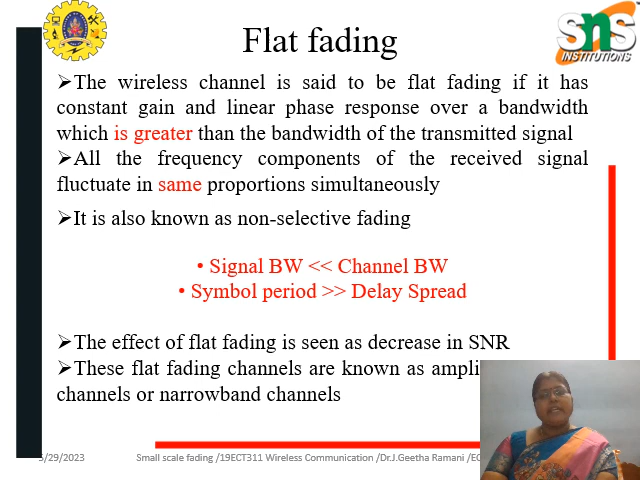 Flat fading
SNS
INSTITUTIONS
➢The wireless channel is said to be flat fading if it has
constant gain and linear phase response over a bandwidth
which is greater than the bandwidth of the transmitted signal
➢All the frequency components of the received signal
fluctuate in same proportions simultaneously
➢It is also known as non-selective fading
• Signal BW << Channel BW
• Symbol period >> Delay Spread
➢The effect of flat fading is seen as decrease in SNR
➢These flat fading channels are known as ampli
channels or narrowband channels
5/29/2023
Small scale fading /19ECT311 Wireless Communication /Dr.J.Geetha Ramani /EC